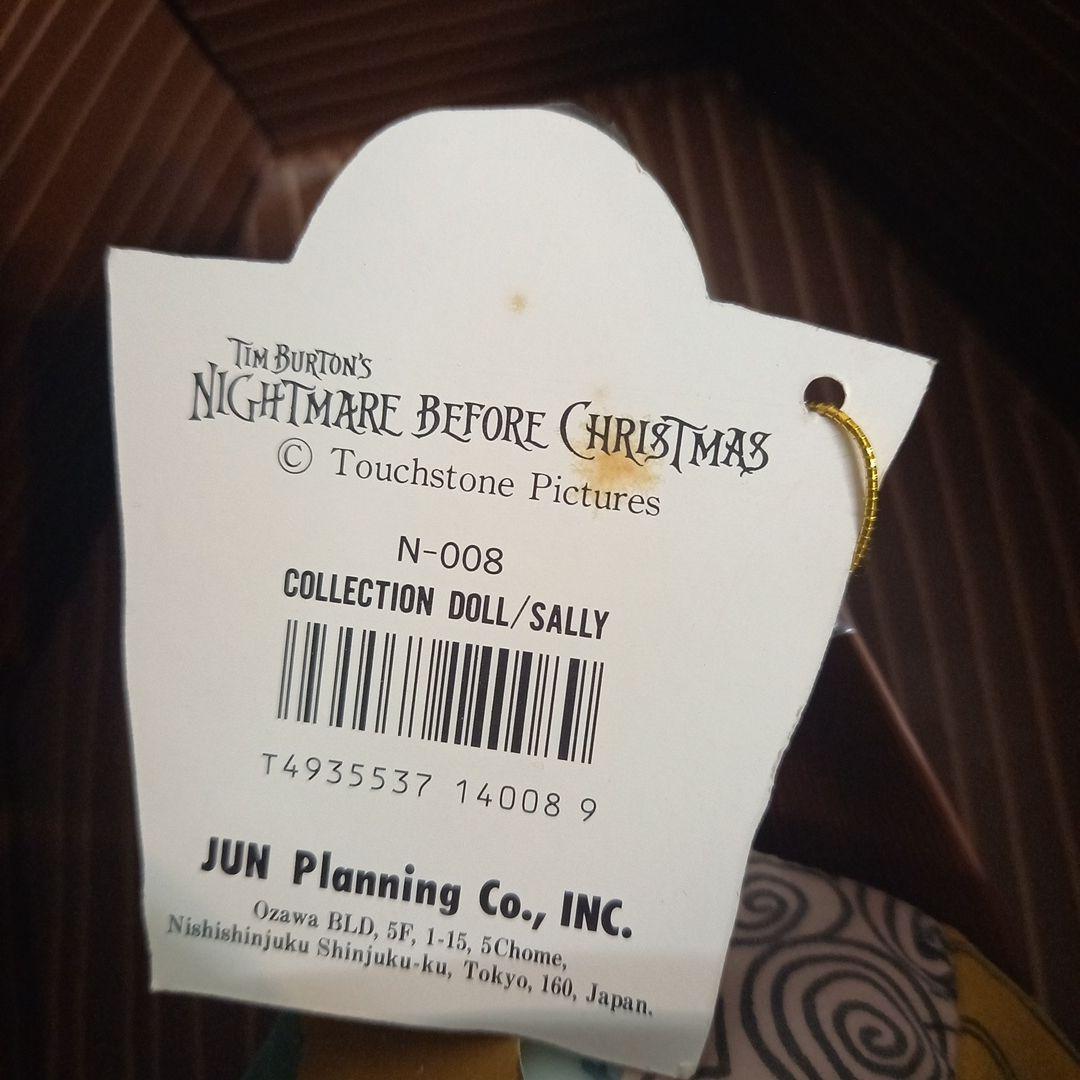 TIM BURTON'S
NIGHTMARE BEFORE CHRISTMAS
© Touchstone Pictures
N-008
COLLECTION DOLL/SALLY
T4935537 14008 9
JUN Planning Co., INC.
Ozawa BLD, 5F, 1-15, 5Chome,
Nishishinjuku Shinjuku-ku, Tokyo, 160, Japan.